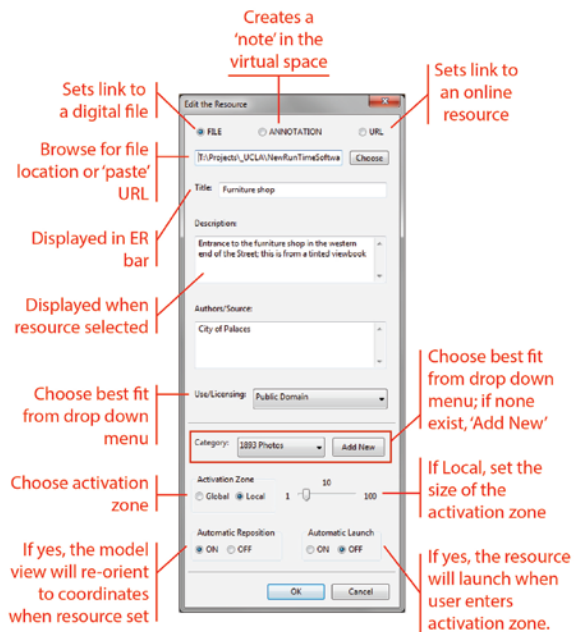 Creates a
'note' in the
virtual space
Sets link to
a digital file
Sets link to
an online
resource
Edit the Resource
FILE
ANNOTATION
URL
Browse for file
location or 'paste'
URL
T:\Projects\_UCLA\NewRunTimeSoftwa
Choose
Title:
Furniture shop
Displayed in ER
bar
Description:
Entrance to the furniture shop in the western
end of the Street; this is from a tinted viewbook
Displayed when
resource selected
Authors/Source:
City of Palaces
Choose best fit
from drop down
menu
Use/Licensing:
Public Domain
Choose best fit
from drop down
menu; if none
exist, 'Add New'
Category:
1893 Photos
Add New
Choose activation
zone
Activation Zone
Global
Local
10
1
100
If Local, set the
size of the
activation zone
If yes, the model
view will re-orient
to coordinates
when resource set
Automatic Reposition
ON
OFF
Automatic Launch
ON
OFF
If yes, the resource
will launch when
user enters
activation zone.
OK
Cancel